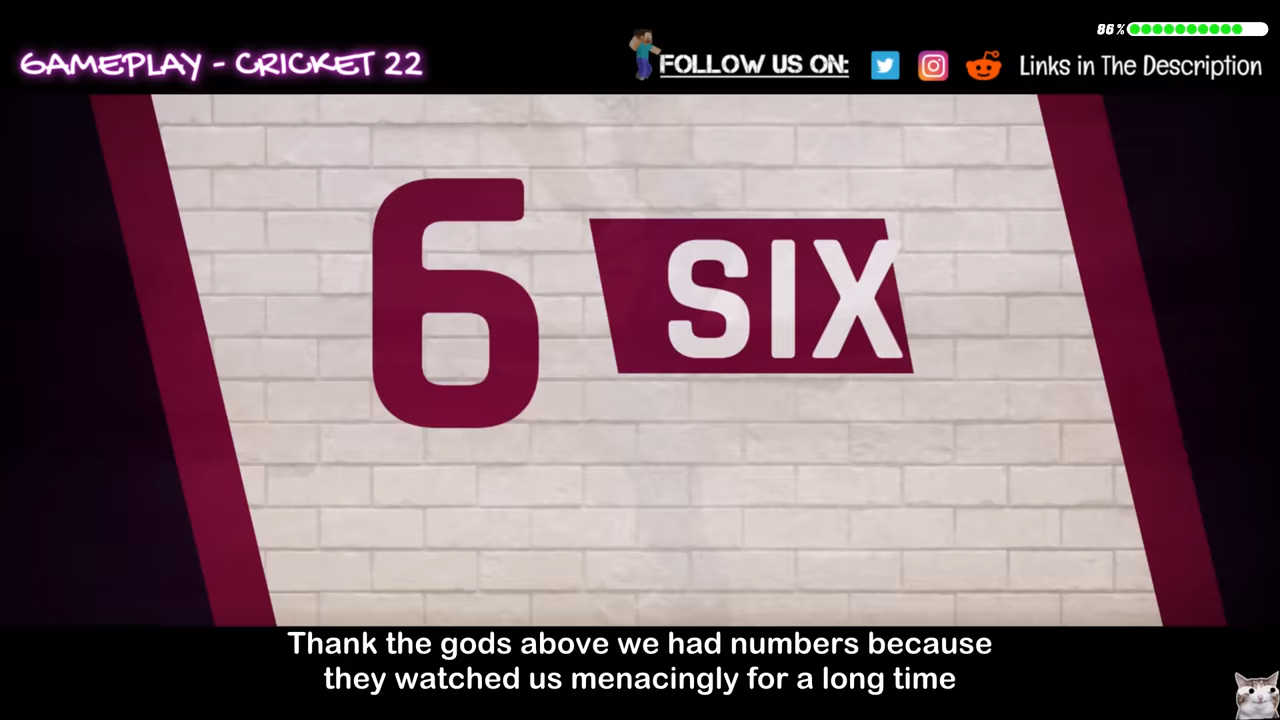 86%
GAMEPLAY - CRICKET 22
FOLLOW US ON:
Links in The Description
6
SIX
Thank the gods above we had numbers because
they watched us menacingly for a long time